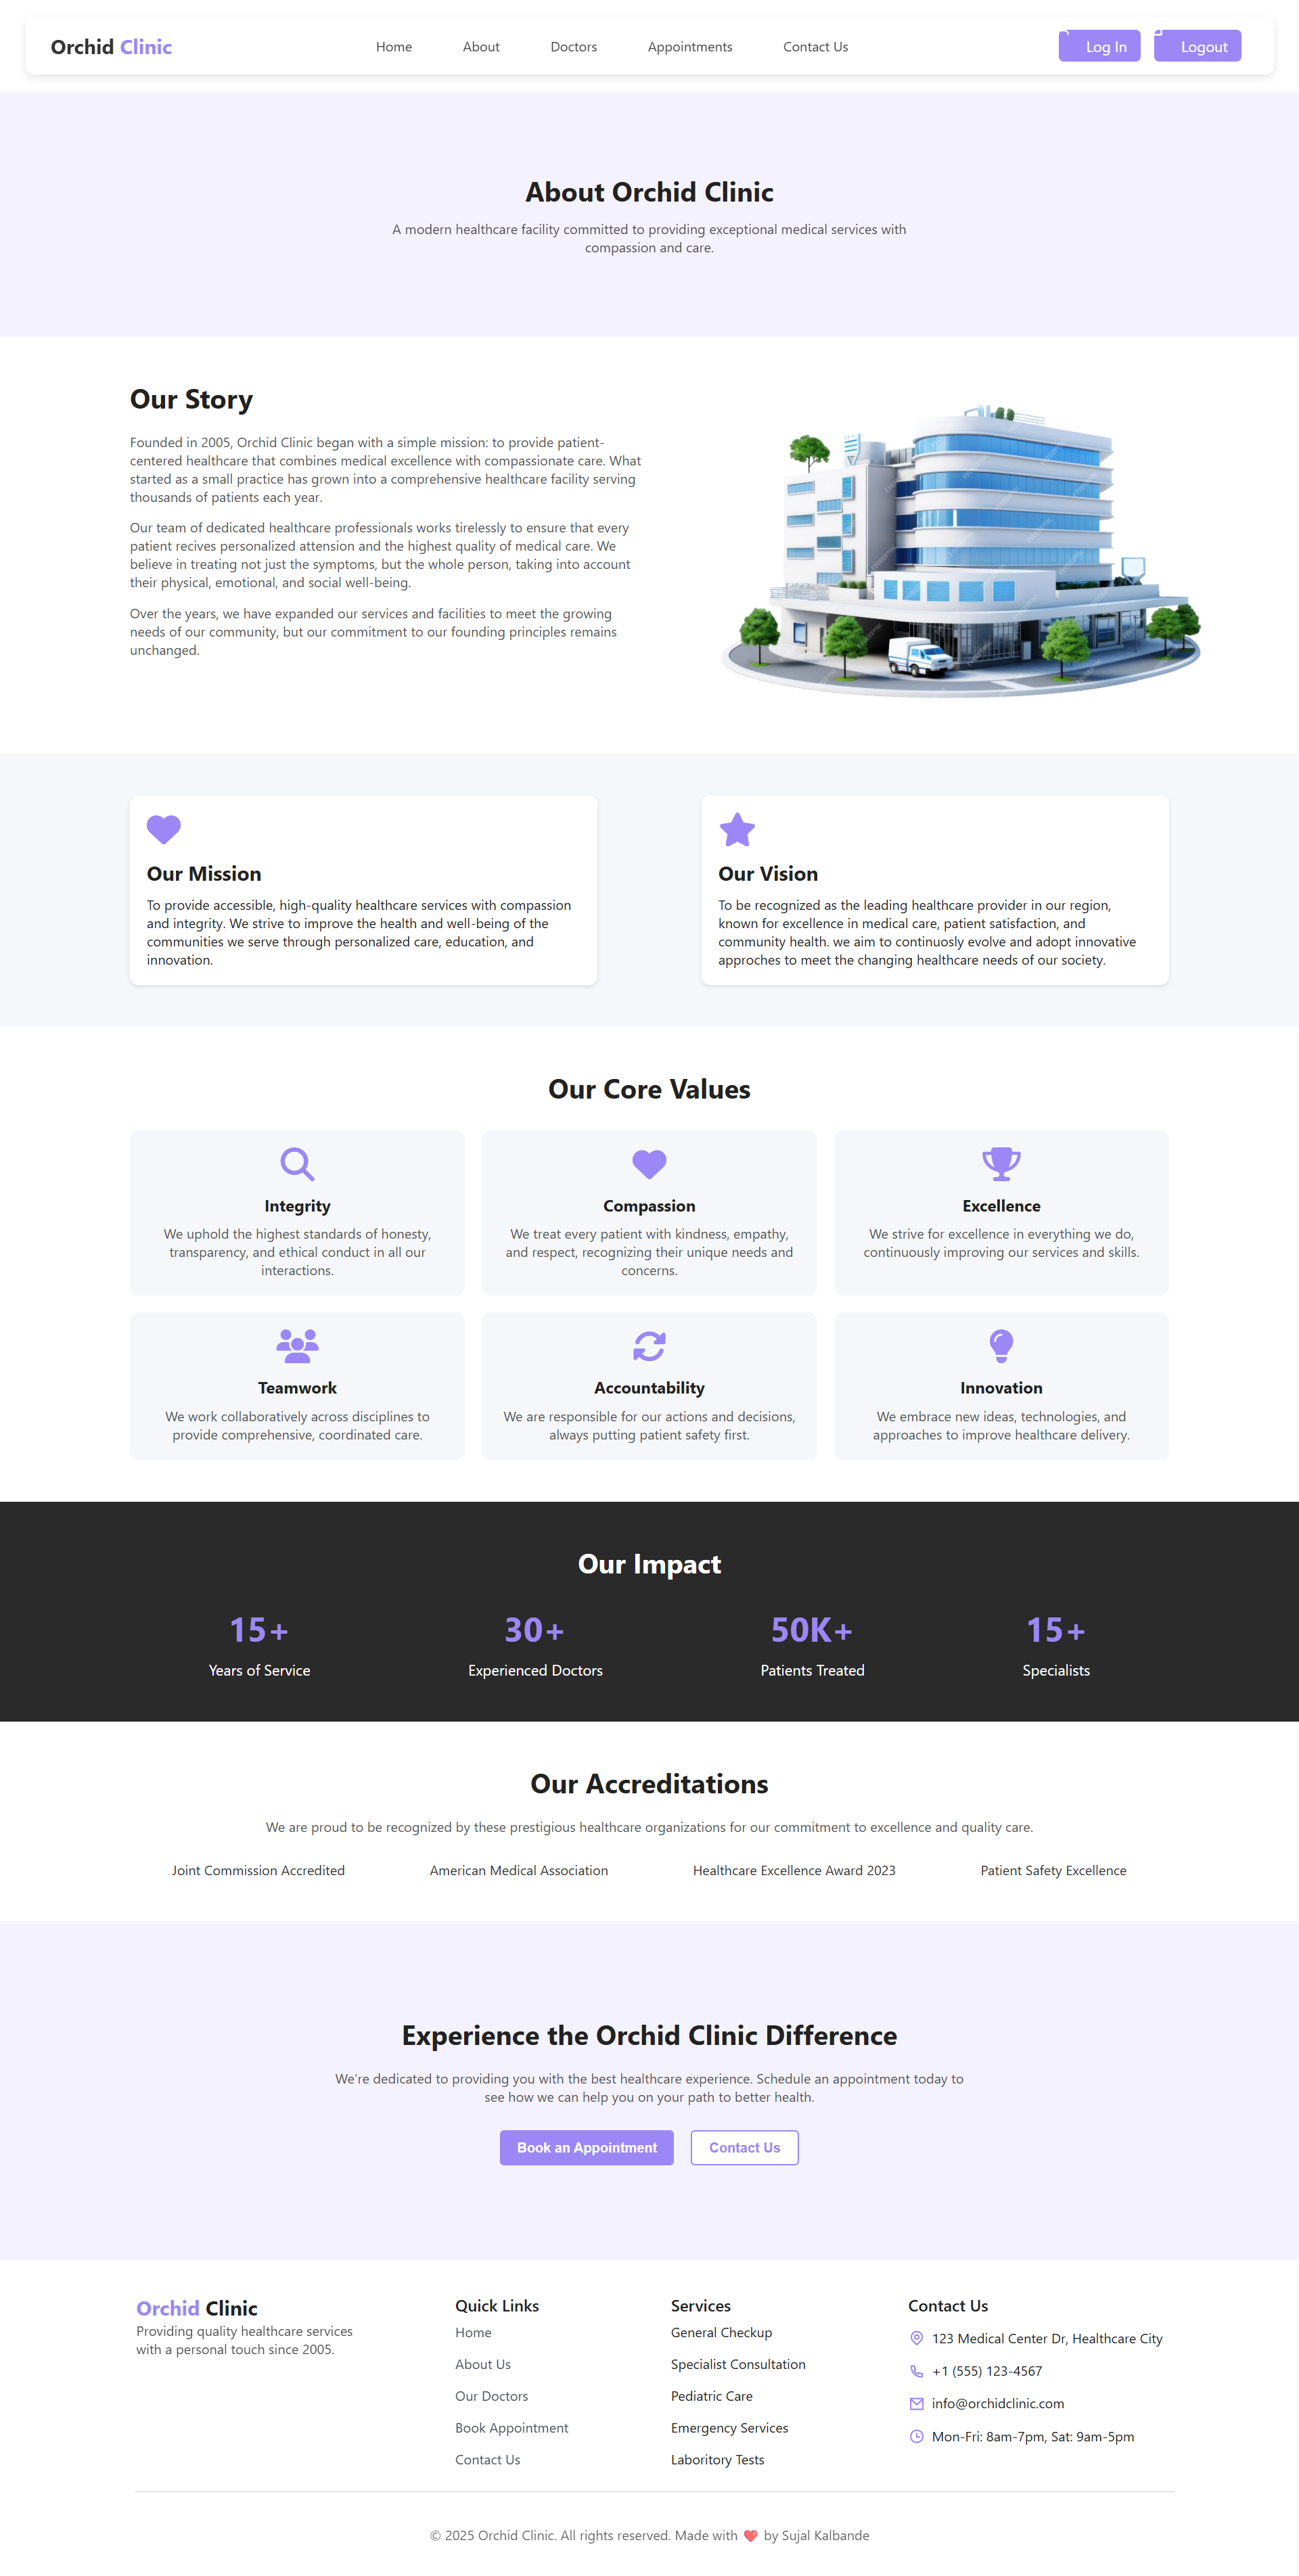 Orchid Clinic
Home
About
Doctors
Appointments
Contact Us
Log In
Logout
About Orchid Clinic
A modern healthcare facility committed to providing exceptional medical services with
compassion and care.
Our Story
Founded in 2005, Orchid Clinic began with a simple mission: to provide patient-
centered healthcare that combines medical excellence with compassionate care. What
started as a small practice has grown into a comprehensive healthcare facility serving
thousands of patients each year.
Our team of dedicated healthcare professionals works tirelessly to ensure that every
patient recives personalized attension and the highest quality of medical care. We
believe in treating not just the symptoms, but the whole person, taking into account
their physical, emotional, and social well-being.
Over the years, we have expanded our services and facilities to meet the growing
needs of our community, but our commitment to our founding principles remains
unchanged.
Our Mission
To provide accessible, high-quality healthcare services with compassion
and integrity. We strive to improve the health and well-being of the
communities we serve through personalized care, education, and
innovation.
Our Vision
To be recognized as the leading healthcare provider in our region,
known for excellence in medical care, patient satisfaction, and
community health. we aim to continuosly evolve and adopt innovative
approches to meet the changing healthcare needs of our society.
Our Core Values
Integrity
We uphold the highest standards of honesty,
transparency, and ethical conduct in all our
interactions.
Compassion
We treat every patient with kindness, empathy,
and respect, recognizing their unique needs and
concerns.
Excellence
We strive for excellence in everything we do,
continuously improving our services and skills.
Teamwork
We work collaboratively across disciplines to
provide comprehensive, coordinated care.
Accountability
We are responsible for our actions and decisions,
always putting patient safety first.
Innovation
We embrace new ideas, technologies, and
approaches to improve healthcare delivery.
Our Impact
15+
Years of Service
30+
Experienced Doctors
50K+
Patients Treated
15+
Specialists
Our Accreditations
We are proud to be recognized by these prestigious healthcare organizations for our commitment to excellence and quality care.
Joint Commission Accredited
American Medical Association
Healthcare Excellence Award 2023
Patient Safety Excellence
Experience the Orchid Clinic Difference
We're dedicated to providing you with the best healthcare experience. Schedule an appointment today to
see how we can help you on your path to better health.
Book an Appointment
Contact Us
Orchid Clinic
Providing quality healthcare services
with a personal touch since 2005.
Quick Links
Home
About Us
Our Doctors
Book Appointment
Contact Us
Services
General Checkup
Specialist Consultation
Pediatric Care
Emergency Services
Laboritory Tests
Contact Us
123 Medical Center Dr, Healthcare City
+1 (555) 123-4567
info@orchidclinic.com
Mon-Fri: 8am-7pm, Sat: 9am-5pm
© 2025 Orchid Clinic. All rights reserved. Made with ❤️ by Sujal Kalbande